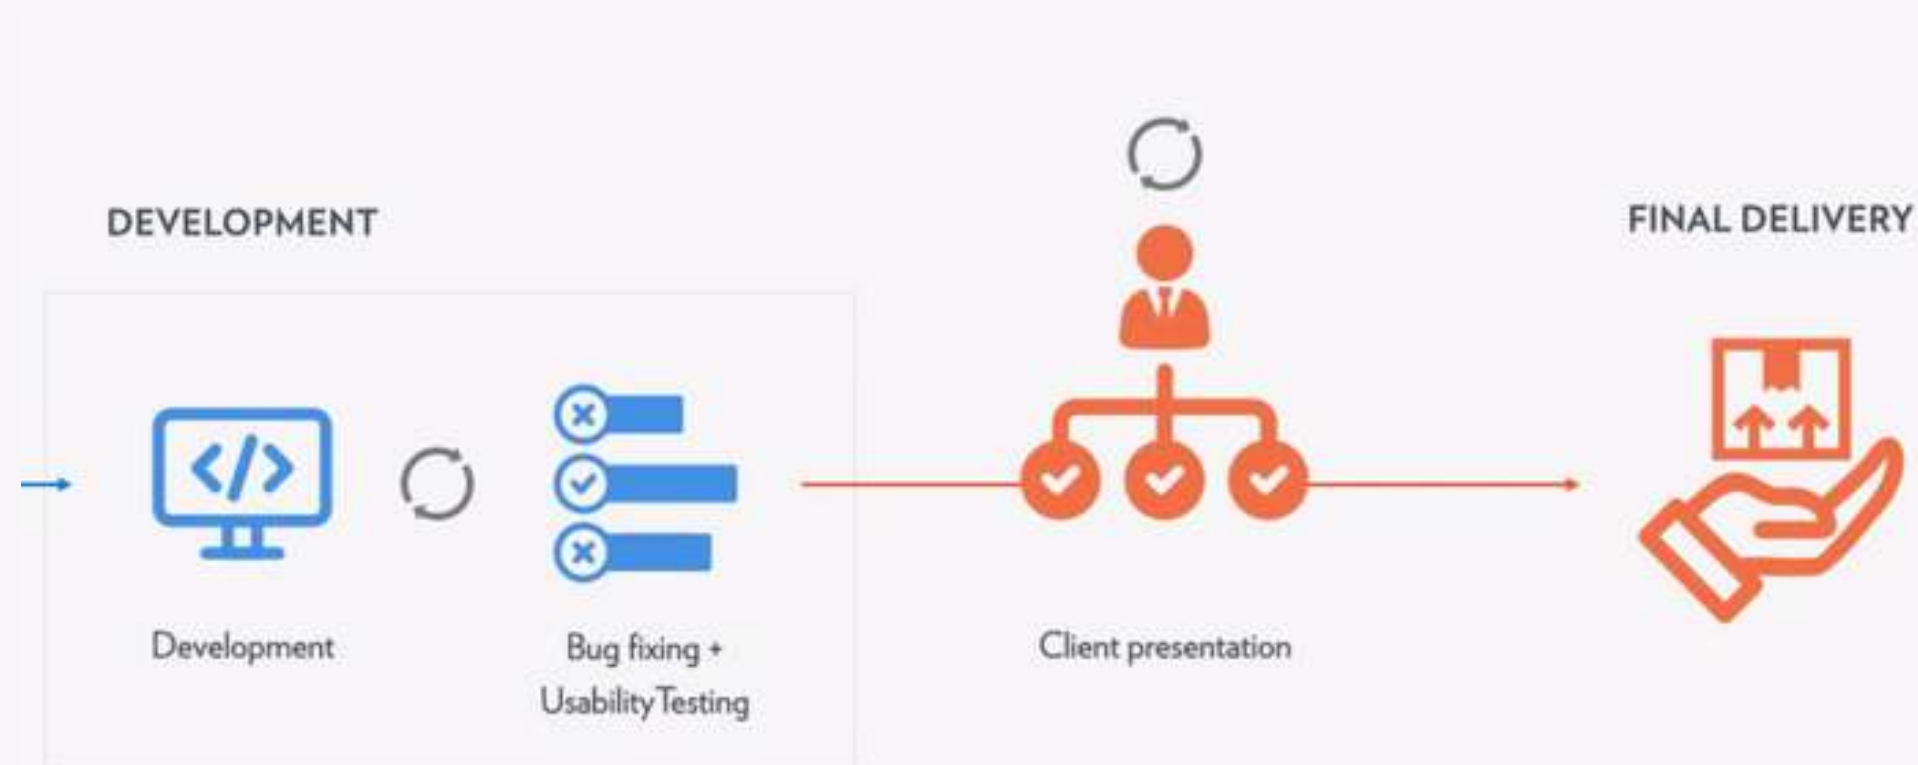 DEVELOPMENT
FINAL DELIVERY
</>
Development
Bug fixing +
Usability Testing
Client presentation